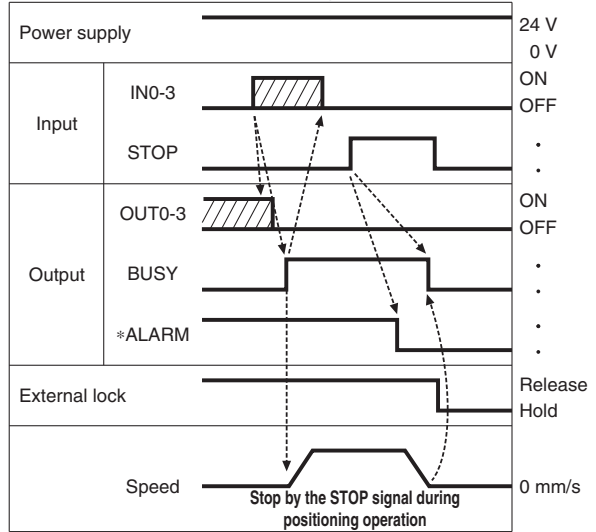 Power supply
24 V
0 V
Input
IN0-3
ON
OFF
STOP
Output
OUT0-3
ON
OFF
BUSY
*ALARM
External lock
Release
Hold
Speed
0 mm/s
Stop by the STOP signal during
positioning operation